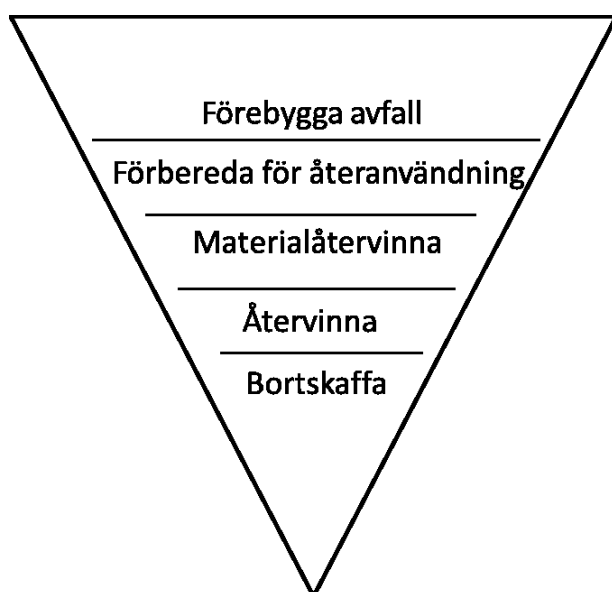 Förebygga avfall
Förbereda för återanvändning
Materialåtervinna
Återvinna
Bortskaffa